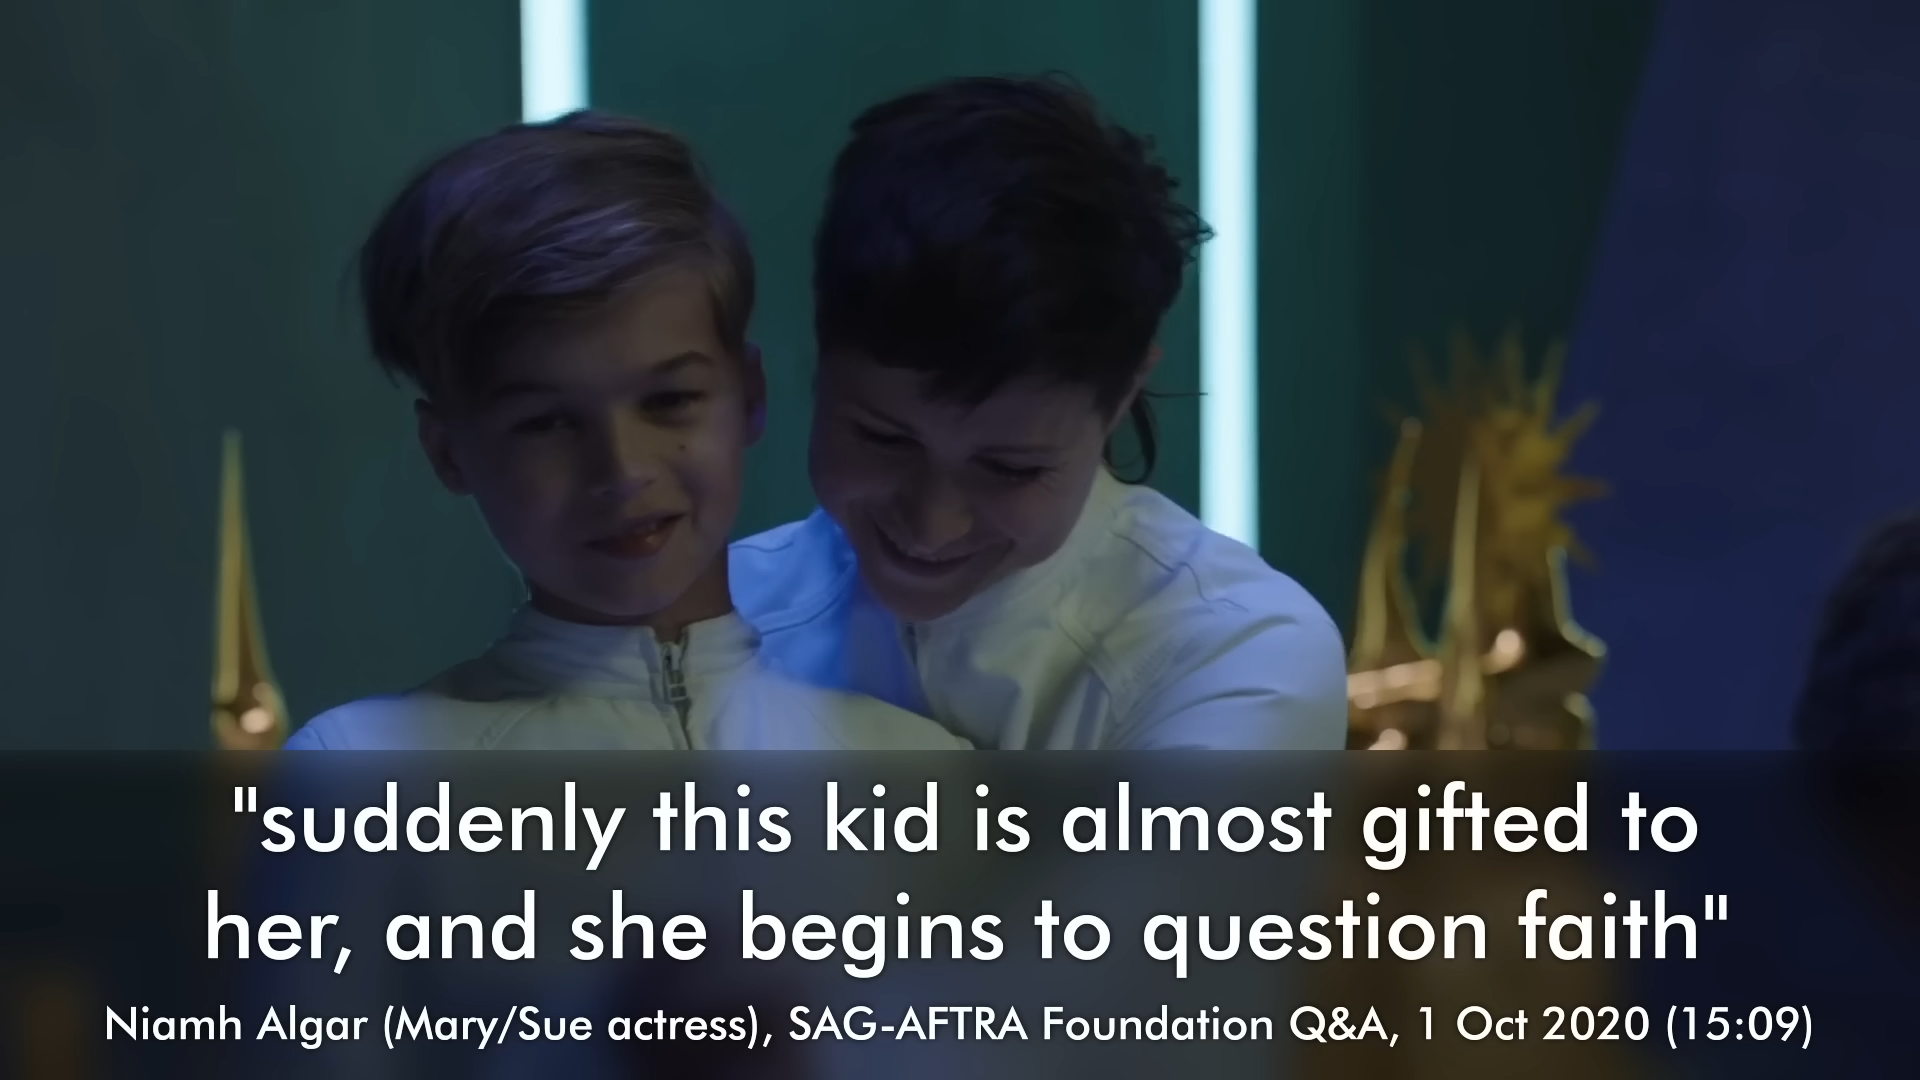 "suddenly this kid is almost gifted to
her, and she begins to question faith"
Niamh Algar (Mary/Sue actress), SAG-AFTRA Foundation Q&A, 1 Oct 2020 (15:09)